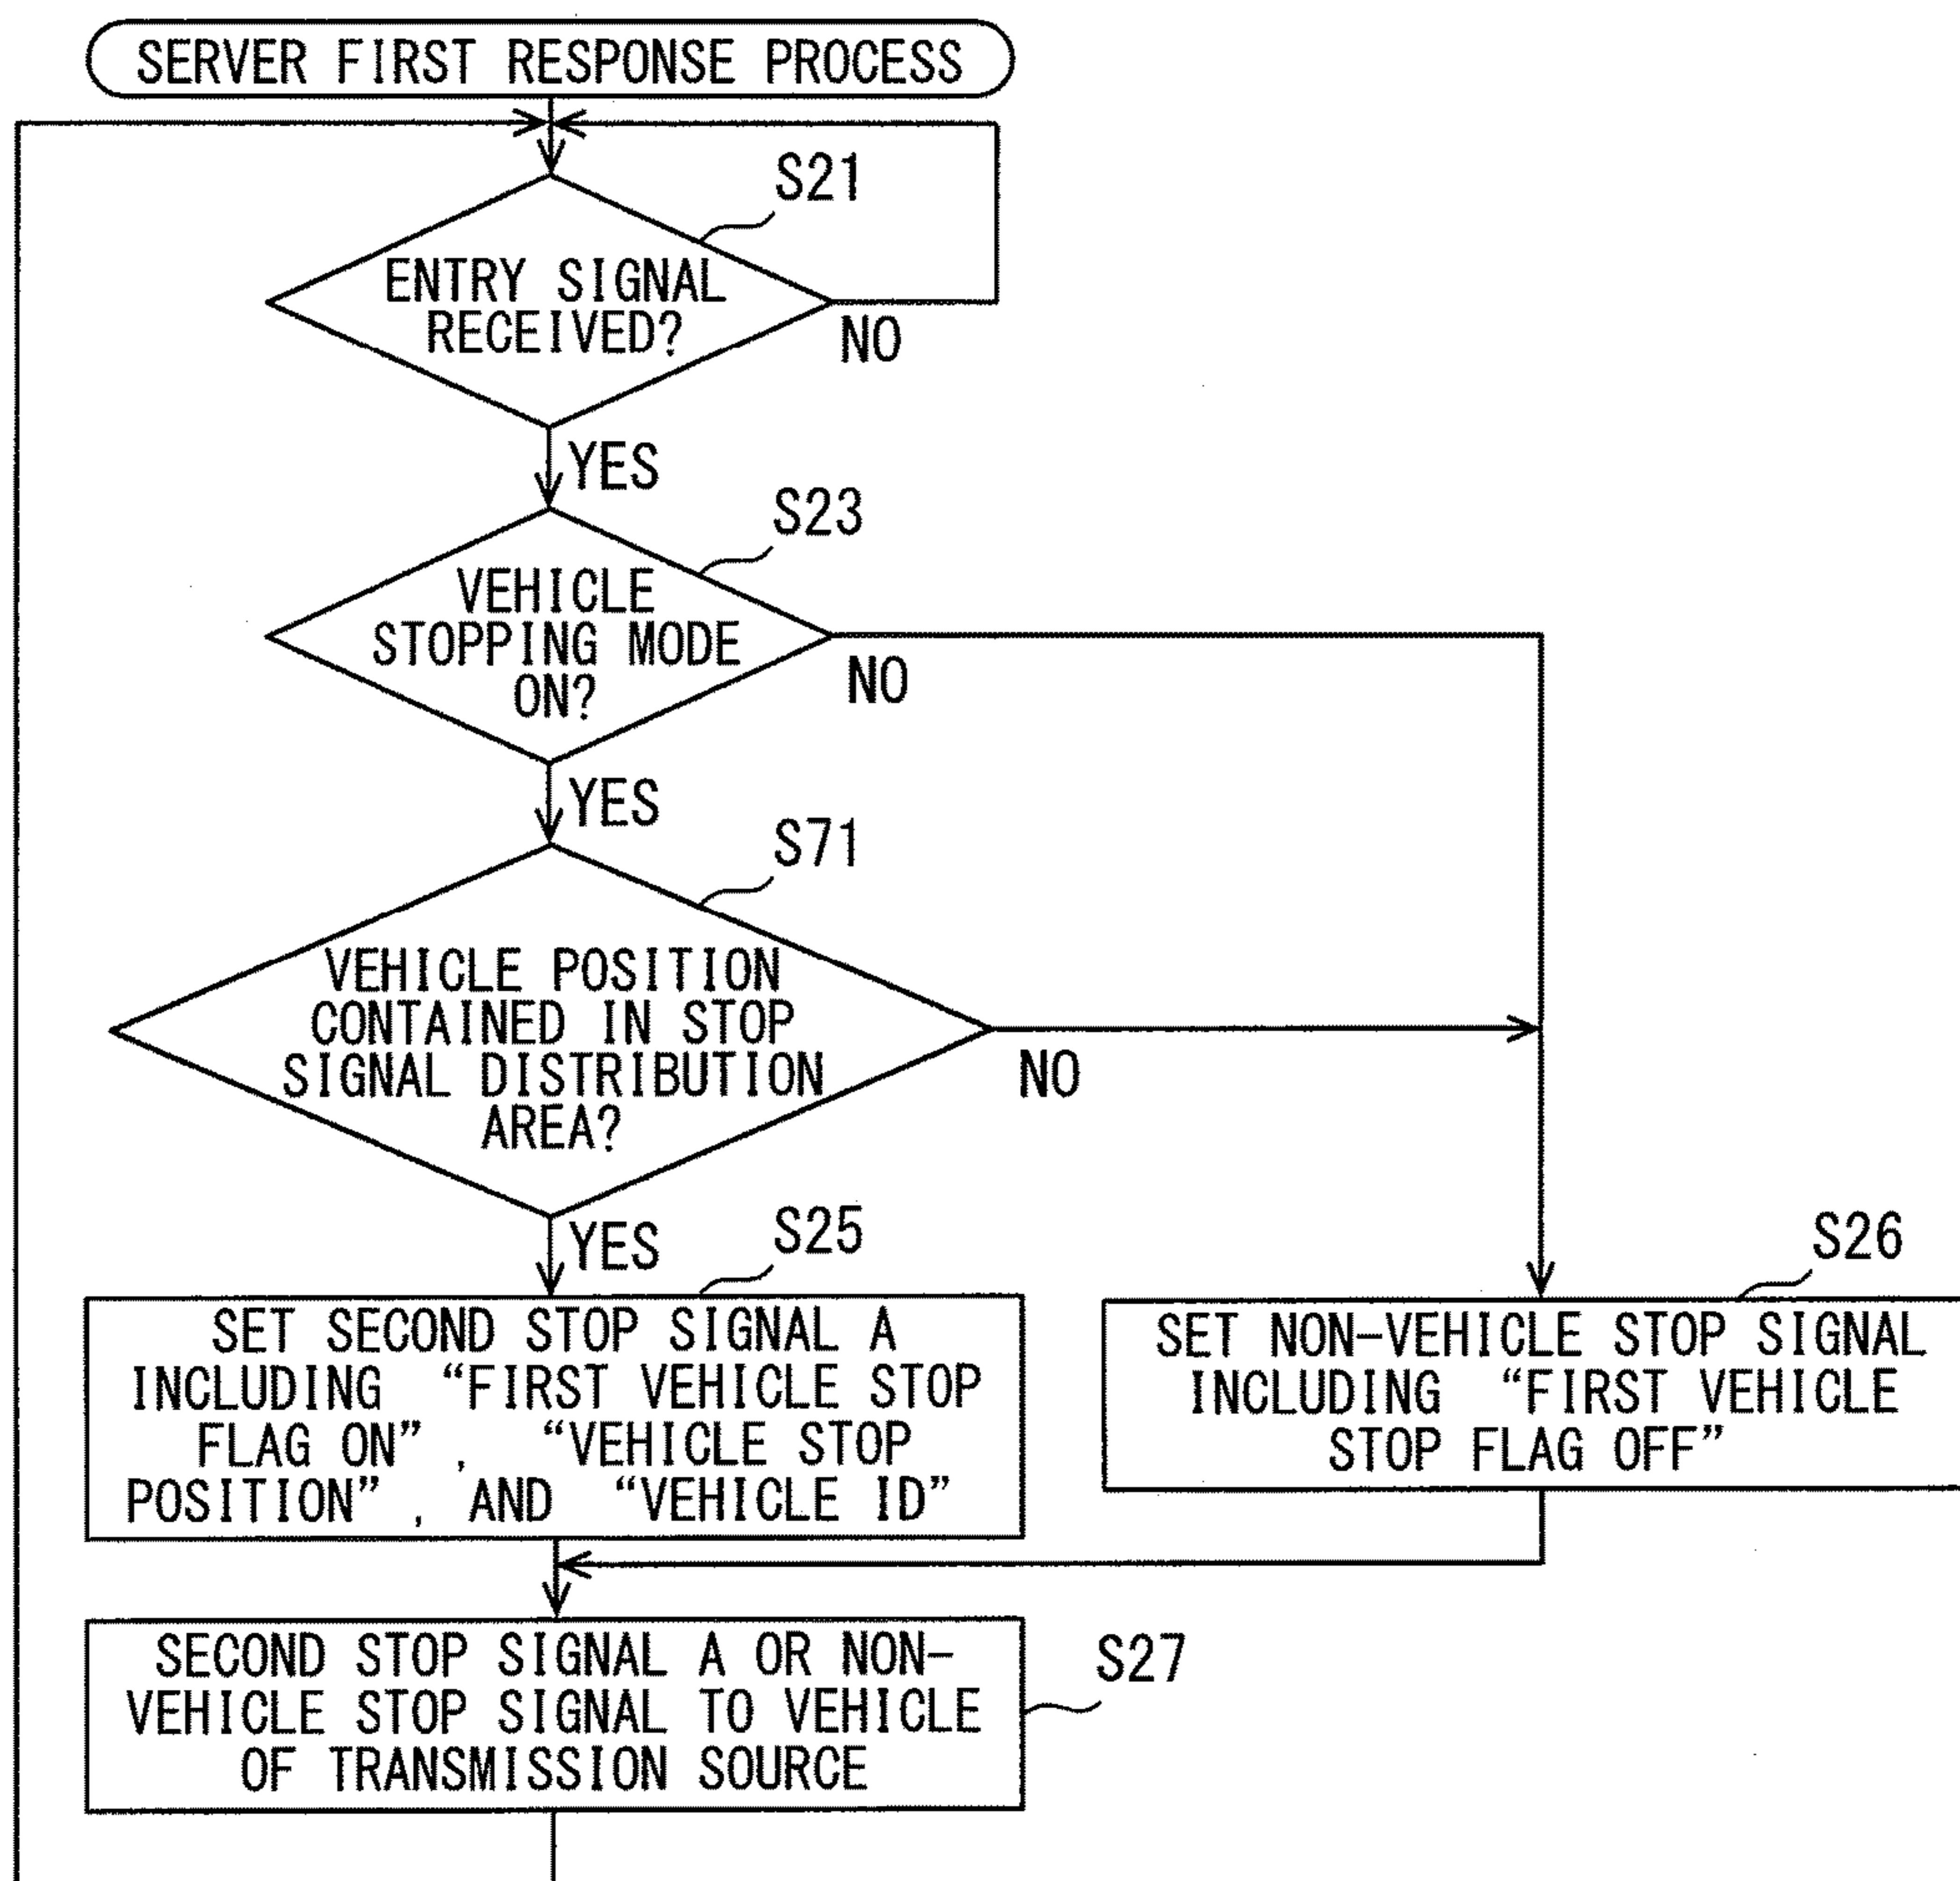 SERVER FIRST RESPONSE PROCESS
S21
ENTRY SIGNAL
RECEIVED?
NO
YES
S23
VEHICLE
STOPPING MODE
ON?
NO
YES
S71
VEHICLE POSITION
CONTAINED IN STOP
SIGNAL DISTRIBUTION
AREA?
NO
YES
S25
SET SECOND STOP SIGNAL A
INCLUDING “FIRST VEHICLE STOP
FLAG ON”, “VEHICLE STOP
POSITION”, AND “VEHICLE ID”
S26
SET NON-VEHICLE STOP SIGNAL
INCLUDING “FIRST VEHICLE
STOP FLAG OFF”
SECOND STOP SIGNAL A OR NON-
VEHICLE STOP SIGNAL TO VEHICLE
OF TRANSMISSION SOURCE
S27